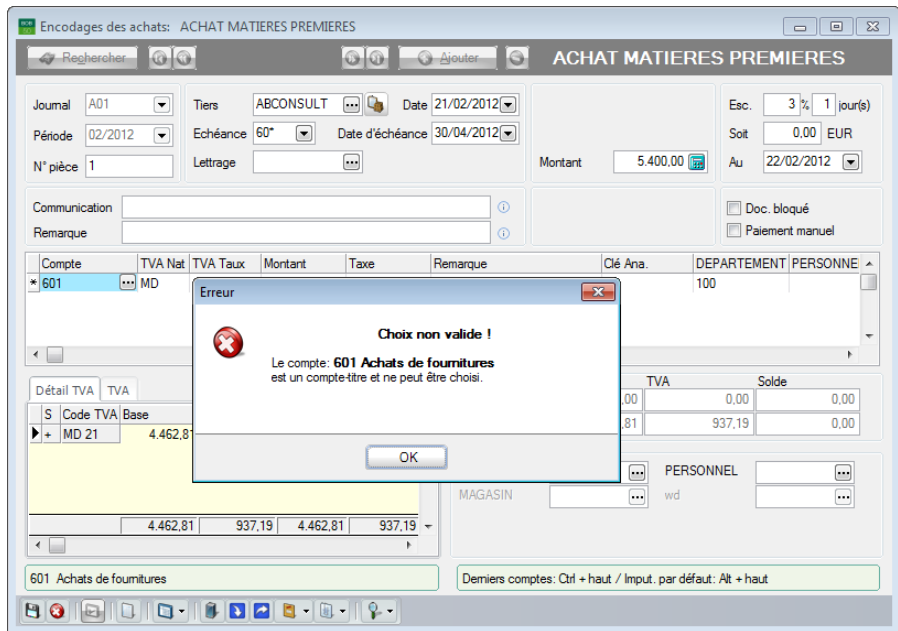 Encodages des achats: ACHAT MATIERES PREMIERES
Rechercher Ajouter ACHAT MATIERES PREMIERES
Journal A01 Tiers ABCONSULT Date 21/02/2012 Esc. 3 % 1 jour(s)
Période 02/2012 Echéance 60* Date d'échéance 30/04/2012 Soit 0,00 EUR
N° pièce 1 Lettrage Montant 5.400,00 Au 22/02/2012
Communication Doc. bloqué
Remarque Paiement manuel
Compte TVA Nat TVA Taux Montant Taxe Remarque Clé Ana. DEPARTEMENT PERSONNE
* 601 MD 100
Erreur
Choix non valide !
Le compte: 601 Achats de fournitures
est un compte-titre et ne peut être choisi.
OK
Détail TVA TVA
S Code TVA Base
+ MD 21 4.462,8
4.462,81 937,19 4.462,81 937,19
TVA Solde
,00 0,00 0,00
,81 937,19 0,00
PERSONNEL
MAGASIN wd
601 Achats de fournitures
Derniers comptes: Ctrl + haut / Imput. par défaut: Alt + haut